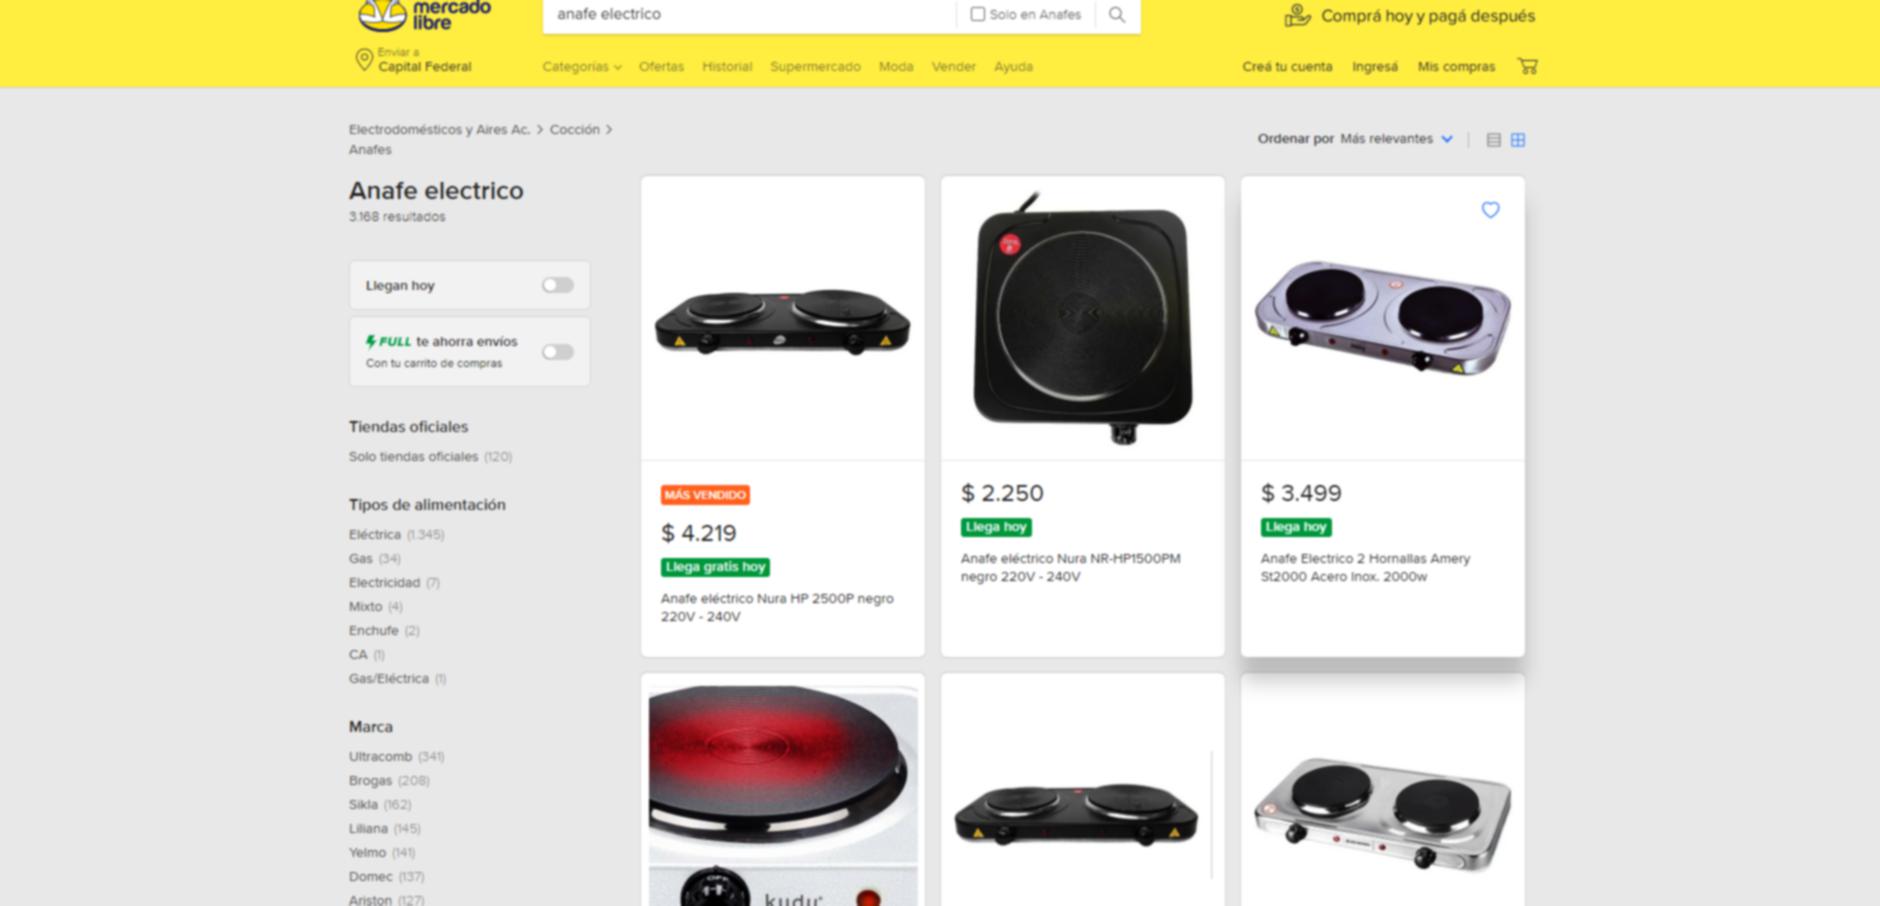 mercado
libre
anafe electrico
Solo en Anafes
Comprá hoy y pagá después
Enviar a
Capital Federal
Categorías Ofertas Historial Supermercado Moda Vender Ayuda
Creá tu cuenta Ingresá Mis compras
Electrodomésticos y Aires Ac. > Cocción >
Anafes
Ordenar por Más relevantes
Anafe electrico
3.168 resultados
Llegan hoy
FULL te ahorra envíos
Con tu carrito de compras
Tiendas oficiales
Solo tiendas oficiales (120)
Tipos de alimentación
Eléctrica (1.345)
Gas (34)
Electricidad (7)
Mixto (4)
Enchufe (2)
CA (1)
Gas/Eléctrica (1)
Marca
Ultracomb (341)
Brogas (208)
Sikla (162)
Liliana (145)
Yelmo (141)
Domec (137)
Ariston (127)
MÁS VENDIDO
$ 4.219
Llega gratis hoy
Anafe eléctrico Nura HP 2500P negro
220V - 240V
$ 2.250
Llega hoy
Anafe eléctrico Nura NR-HP1500PM
negro 220V - 240V
$ 3.499
Llega hoy
Anafe Electrico 2 Hornallas Amery
St2000 Acero Inox. 2000w
OFF
kudu